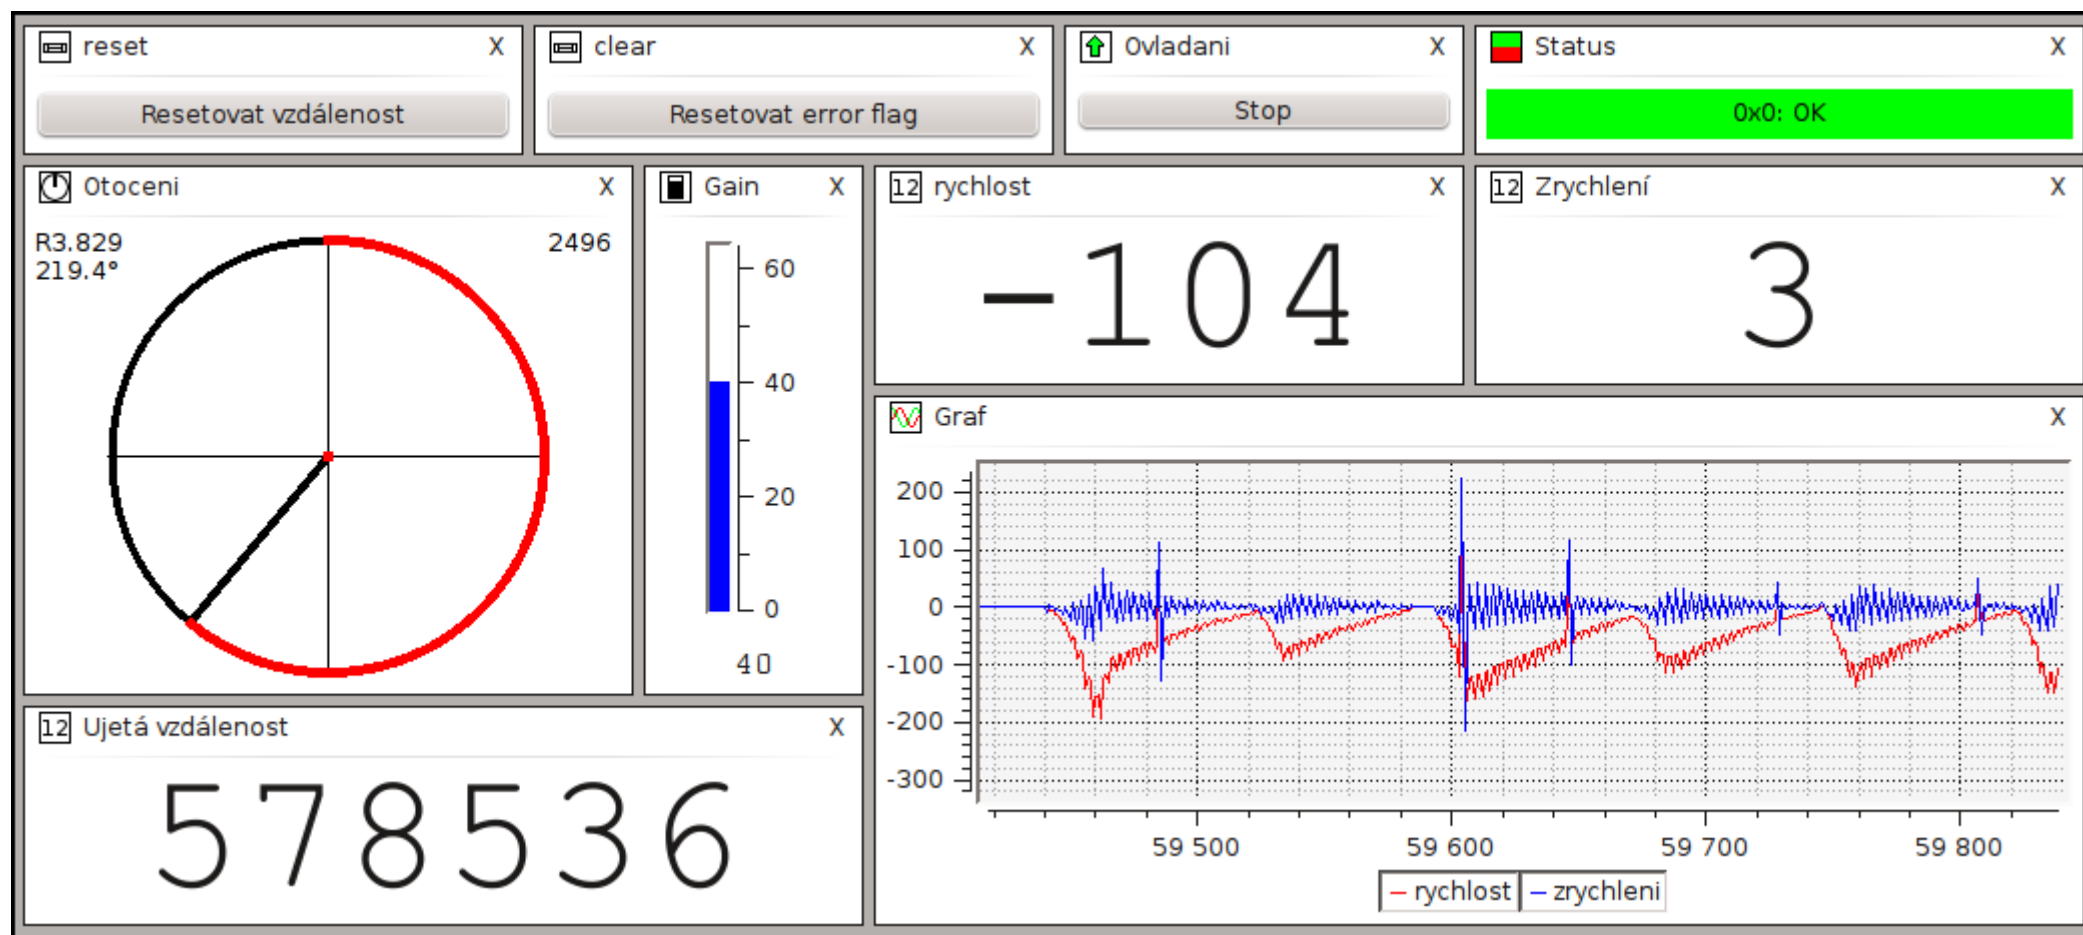 reset X
Resetovat vzdálenost
clear X
Resetovat error flag
Ovladani X
Stop
Status X
0x0: OK
Otoceni X
R3.829
219.4°
2496
Gain X
60
40
20
0
40
12 rychlost X
-104
12 Zrychlení X
3
12 Ujetá vzdálenost X
578536
Graf X
200
100
0
-100
-200
-300
59 500 59 600 59 700 59 800
rychlost zrychleni